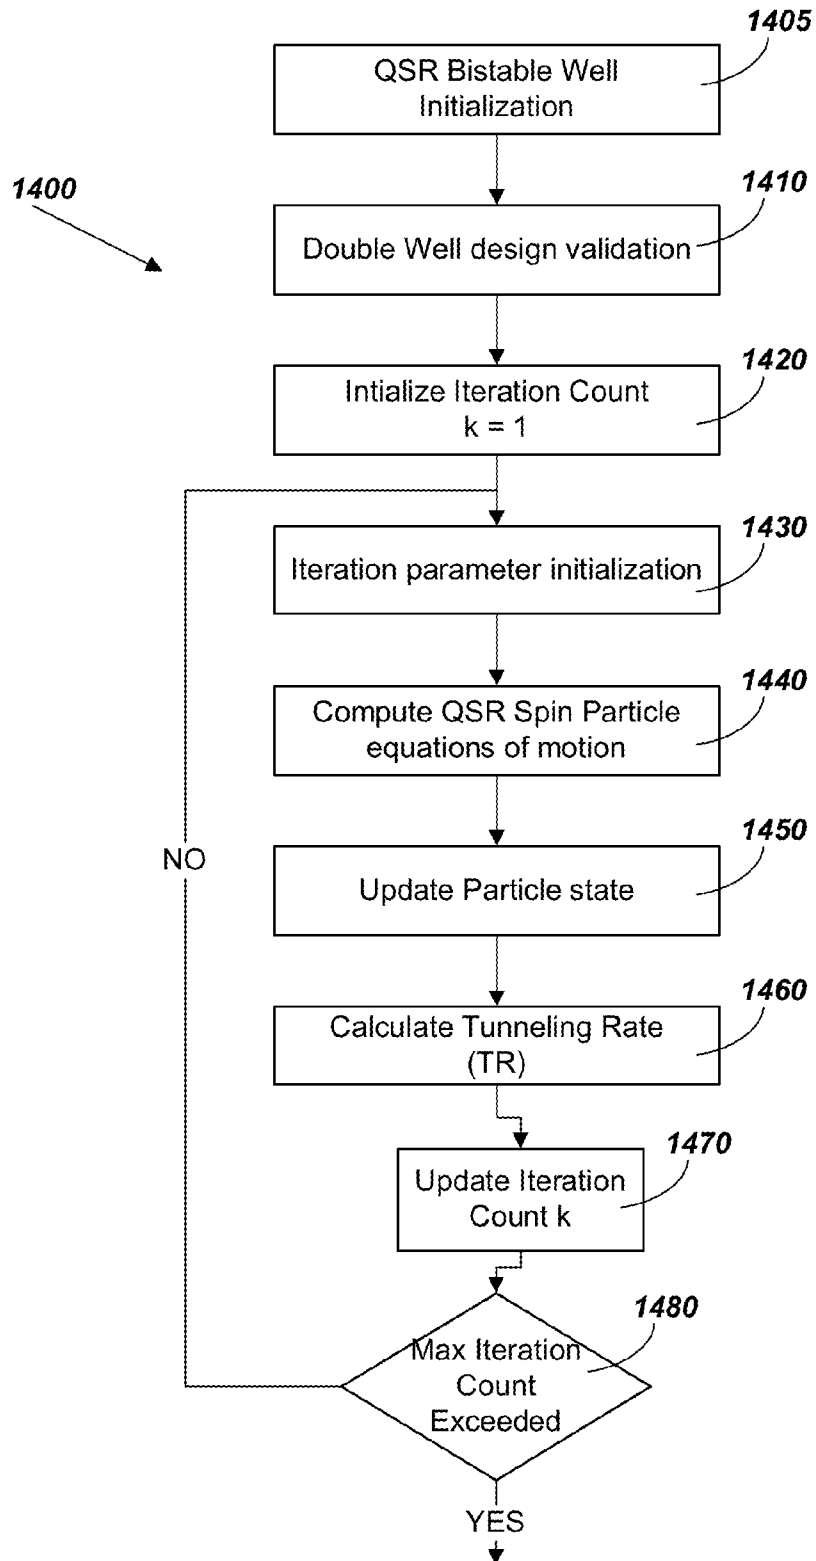 1405
QSR Bistable Well
Initialization
1400
1410
Double Well design validation
1420
Intialize Iteration Count
k = 1
1430
Iteration parameter initialization
1440
Compute QSR Spin Particle
equations of motion
1450
NO
Update Particle state
1460
Calculate Tunneling Rate
(TR)
1470
Update Iteration
Count k
1480
Max Iteration
Count
Exceeded
YES